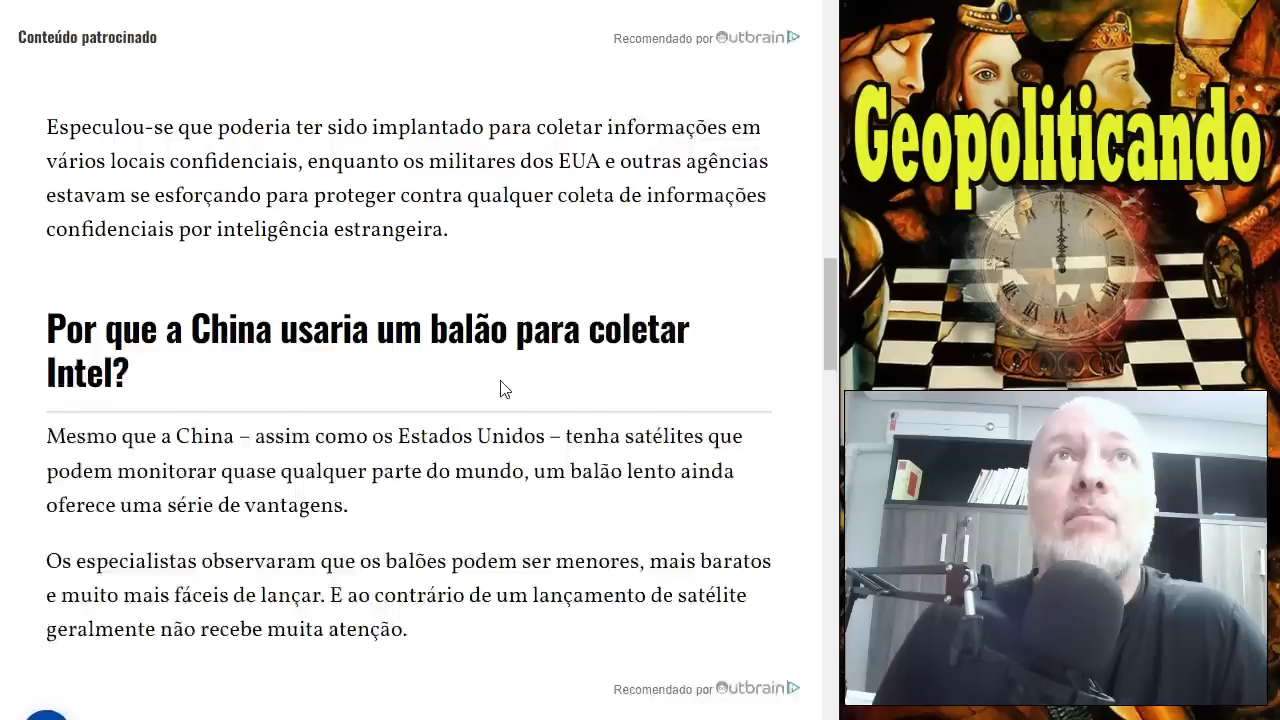 Conteúdo patrocinado
Recomendado por Outbrain
Especulou-se que poderia ter sido implantado para coletar informações em
vários locais confidenciais, enquanto os militares dos EUA e outras agências
estavam se esforçando para proteger contra qualquer coleta de informações
confidenciais por inteligência estrangeira.
Por que a China usaria um balão para coletar
Intel?
Mesmo que a China – assim como os Estados Unidos – tenha satélites que
podem monitorar quase qualquer parte do mundo, um balão lento ainda
oferece uma série de vantagens.
Os especialistas observaram que os balões podem ser menores, mais baratos
e muito mais fáceis de lançar. E ao contrário de um lançamento de satélite
geralmente não recebe muita atenção.
Recomendado por Outbrain
Geopoliticando